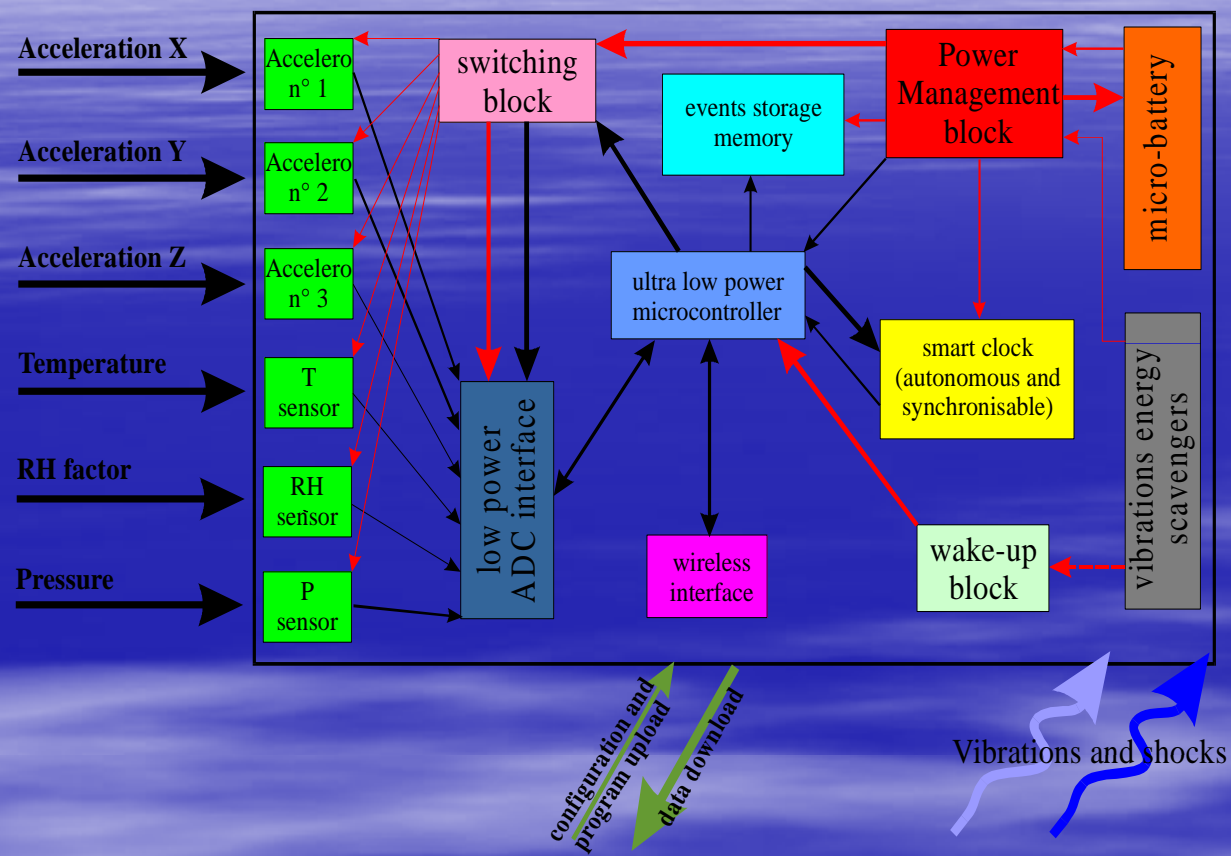 Acceleration X
Acceleration Y
Acceleration Z
Temperature
RH factor
Pressure
Accelero
n° 1
Accelero
n° 2
Accelero
n° 3
T
sensor
RH
sensor
P
sensor
switching
block
low power
ADC interface
events storage
memory
ultra low power
microcontroller
wireless
interface
Power
Management
block
smart clock
(autonomous and
synchronisable)
wake-up
block
micro-battery
vibrations energy
scavengers
configuration and
program upload
data download
Vibrations and shocks